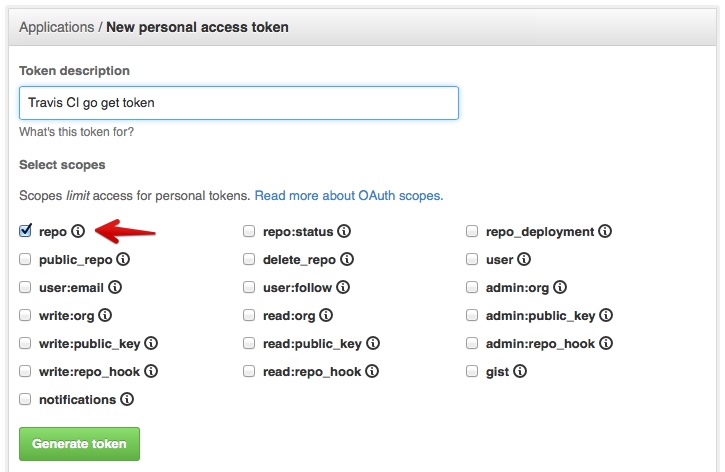 Applications / New personal access token
Token description
Travis CI go get token
What's this token for?
Select scopes
Scopes limit access for personal tokens. Read more about OAuth scopes.
repo repo:status repo_deployment
public_repo delete_repo user
user:email user:follow admin:org
write:org read:org admin:public_key
write:public_key read:public_key admin:repo_hook
write:repo_hook read:repo_hook gist
notifications
Generate token